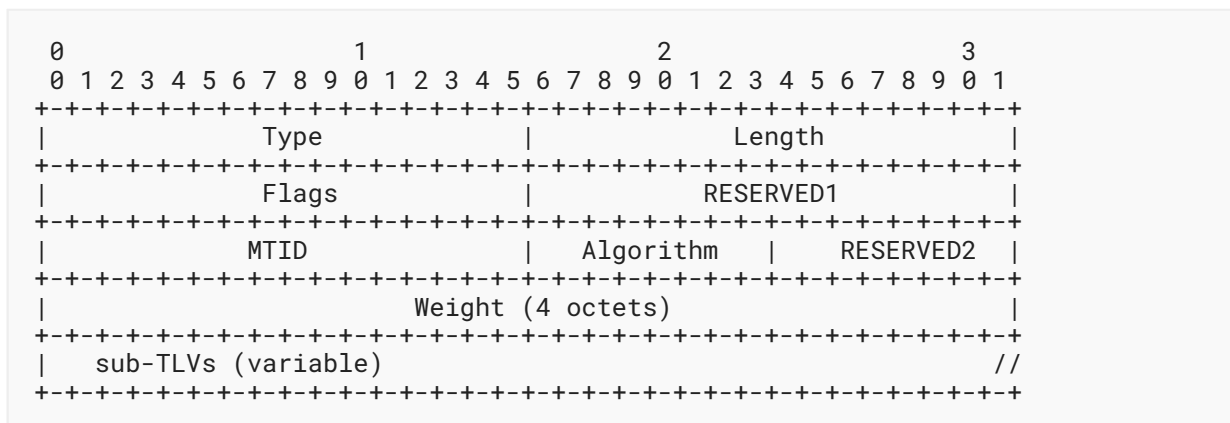 0                   1                   2                   3
 0 1 2 3 4 5 6 7 8 9 0 1 2 3 4 5 6 7 8 9 0 1 2 3 4 5 6 7 8 9 0 1
+-+-+-+-+-+-+-+-+-+-+-+-+-+-+-+-+-+-+-+-+-+-+-+-+-+-+-+-+-+-+-+-+
|              Type             |             Length            |
+-+-+-+-+-+-+-+-+-+-+-+-+-+-+-+-+-+-+-+-+-+-+-+-+-+-+-+-+-+-+-+-+
|              Flags            |           RESERVED1           |
+-+-+-+-+-+-+-+-+-+-+-+-+-+-+-+-+-+-+-+-+-+-+-+-+-+-+-+-+-+-+-+-+
|             MTID              |   Algorithm   |    RESERVED2  |
+-+-+-+-+-+-+-+-+-+-+-+-+-+-+-+-+-+-+-+-+-+-+-+-+-+-+-+-+-+-+-+-+
|                        Weight (4 octets)                      |
+-+-+-+-+-+-+-+-+-+-+-+-+-+-+-+-+-+-+-+-+-+-+-+-+-+-+-+-+-+-+-+-+
|   sub-TLVs (variable)                                        //
+-+-+-+-+-+-+-+-+-+-+-+-+-+-+-+-+-+-+-+-+-+-+-+-+-+-+-+-+-+-+-+-+